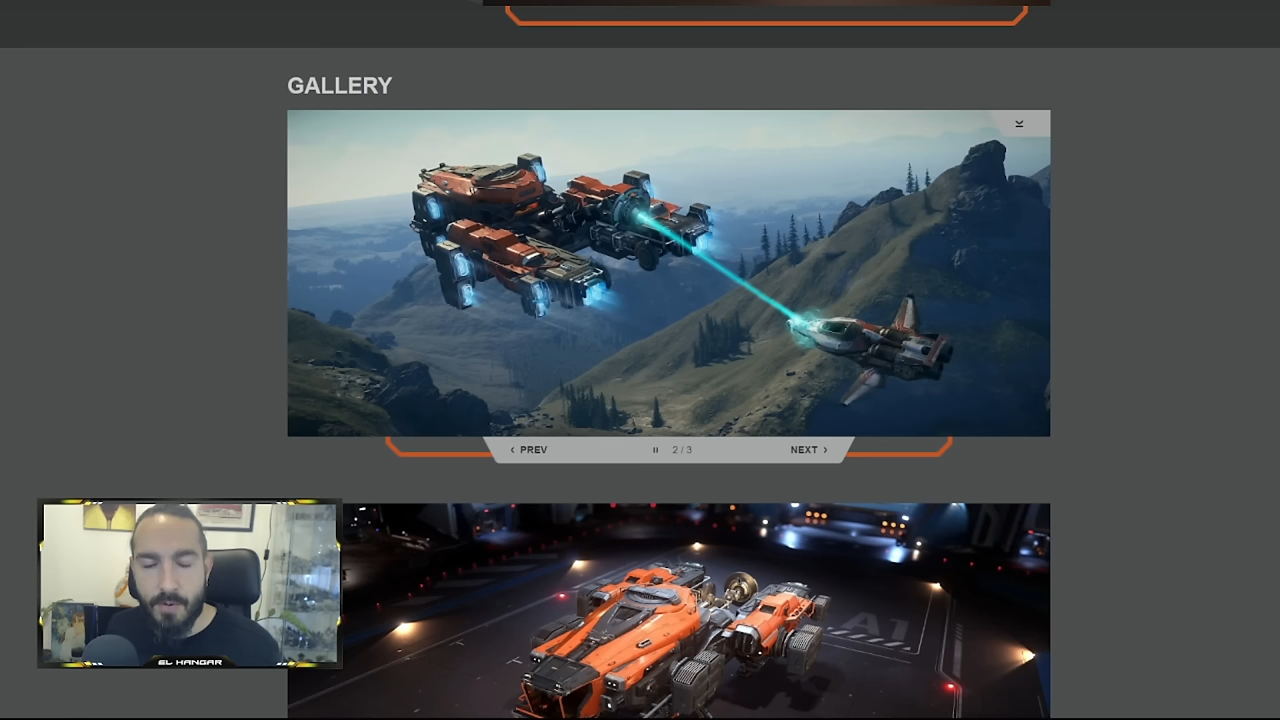 GALLERY
‹ PREV
2 / 3
NEXT ›
A1
EL HANGAR